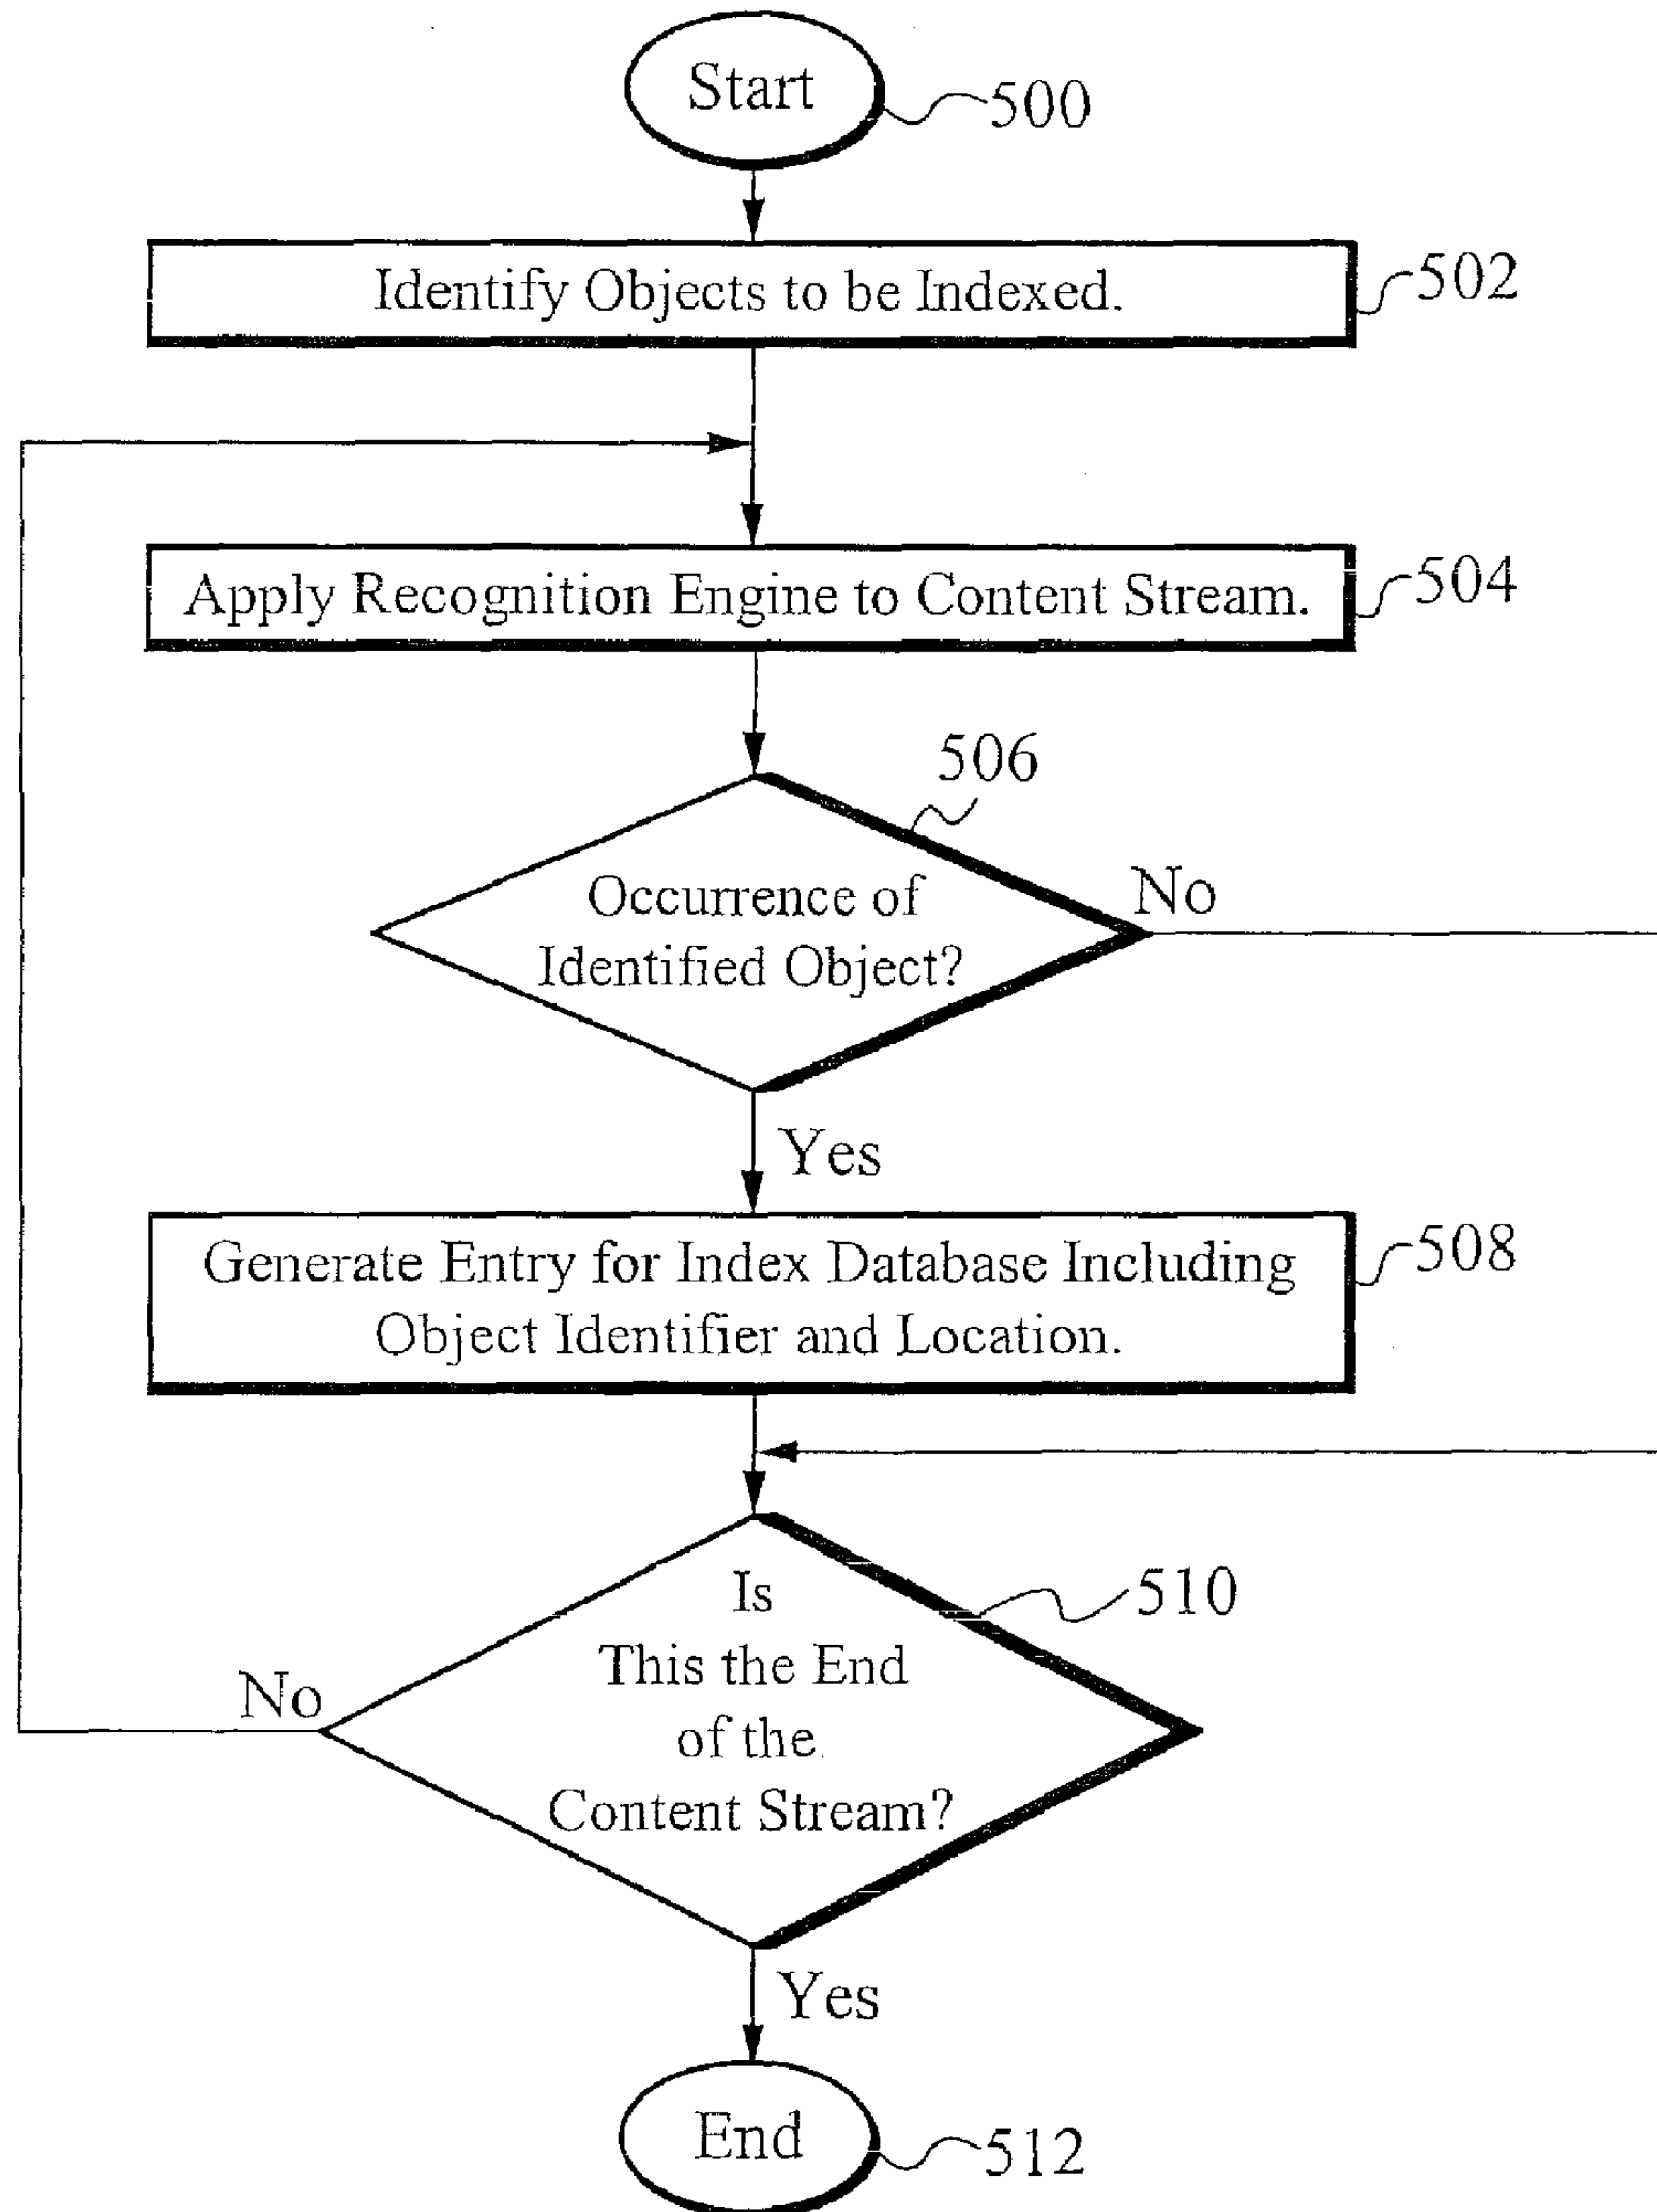 Start
500
Identify Objects to be Indexed.
502
Apply Recognition Engine to Content Stream.
504
506
Occurrence of
Identified Object?
No
Yes
Generate Entry for Index Database Including
Object Identifier and Location.
508
Is
This the End
of the
Content Stream?
510
No
Yes
End
512